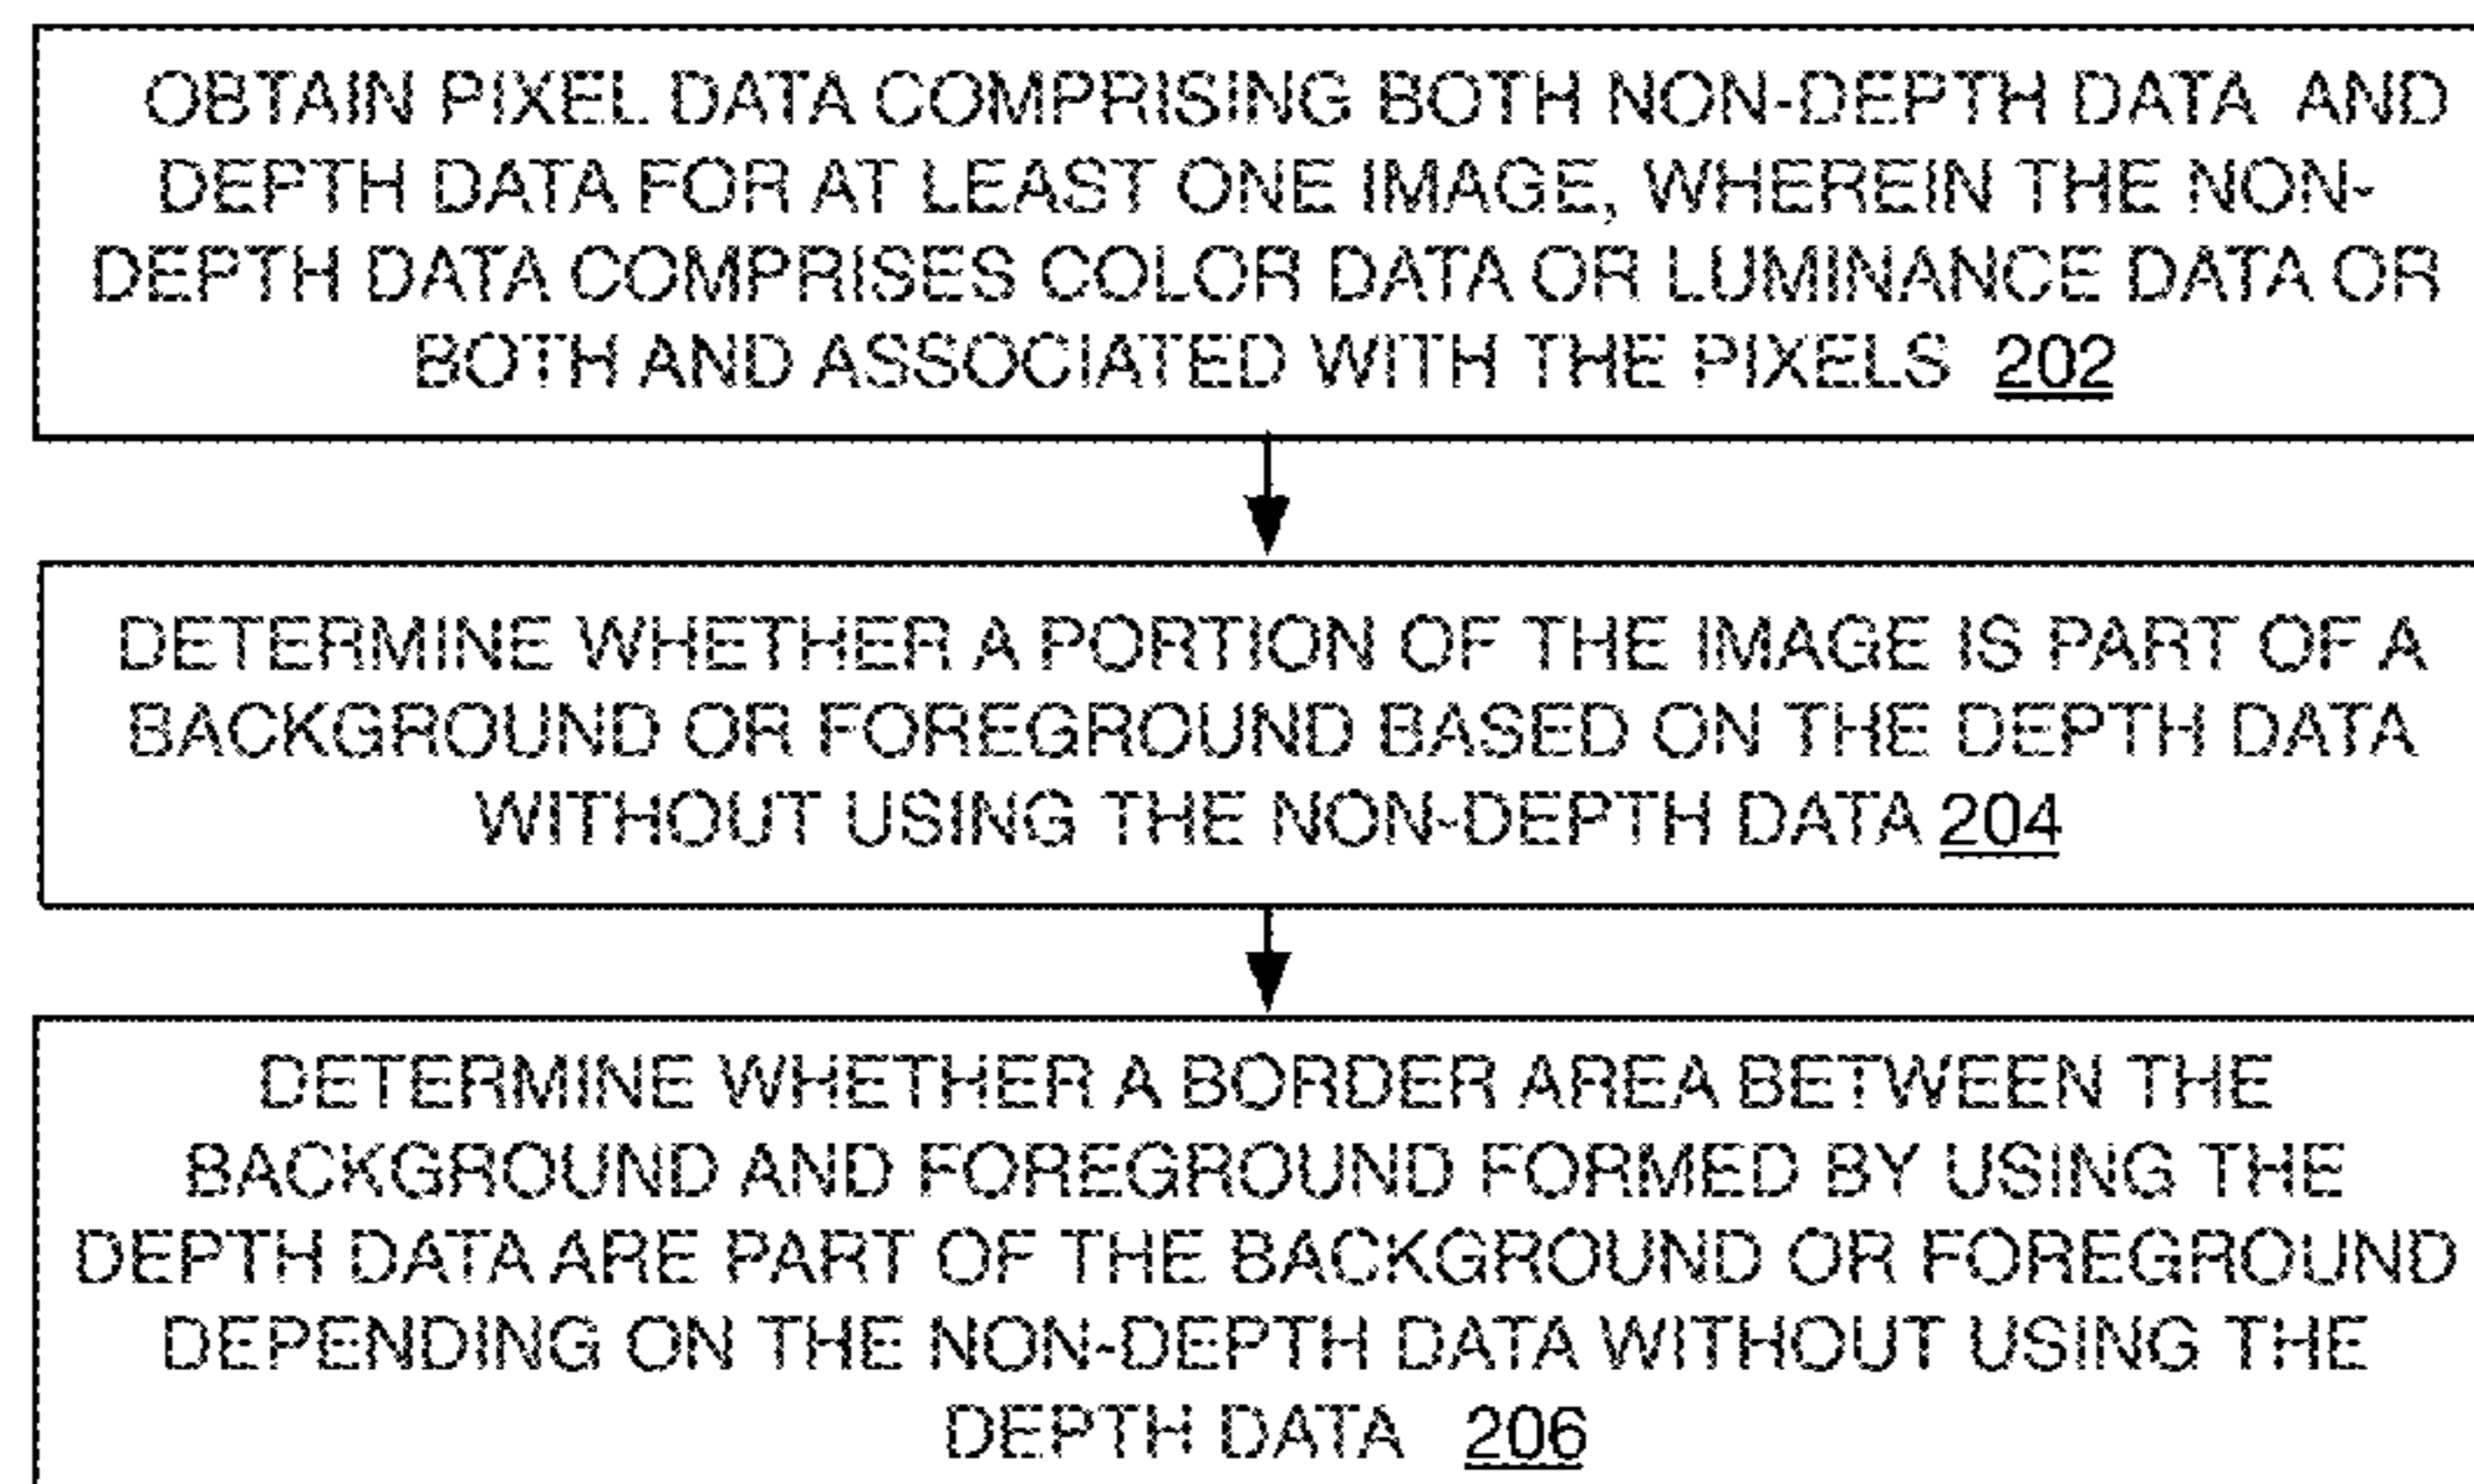 OBTAIN PIXEL DATA COMPRISING BOTH NON-DEPTH DATA AND
DEPTH DATA FOR AT LEAST ONE IMAGE, WHEREIN THE NON-
DEPTH DATA COMPRISES COLOR DATA OR LUMINANCE DATA OR
BOTH AND ASSOCIATED WITH THE PIXELS 202
DETERMINE WHETHER A PORTION OF THE IMAGE IS PART OF A
BACKGROUND OR FOREGROUND BASED ON THE DEPTH DATA
WITHOUT USING THE NON-DEPTH DATA 204
DETERMINE WHETHER A BORDER AREA BETWEEN THE
BACKGROUND AND FOREGROUND FORMED BY USING THE
DEPTH DATA ARE PART OF THE BACKGROUND OR FOREGROUND
DEPENDING ON THE NON-DEPTH DATA WITHOUT USING THE
DEPTH DATA 206